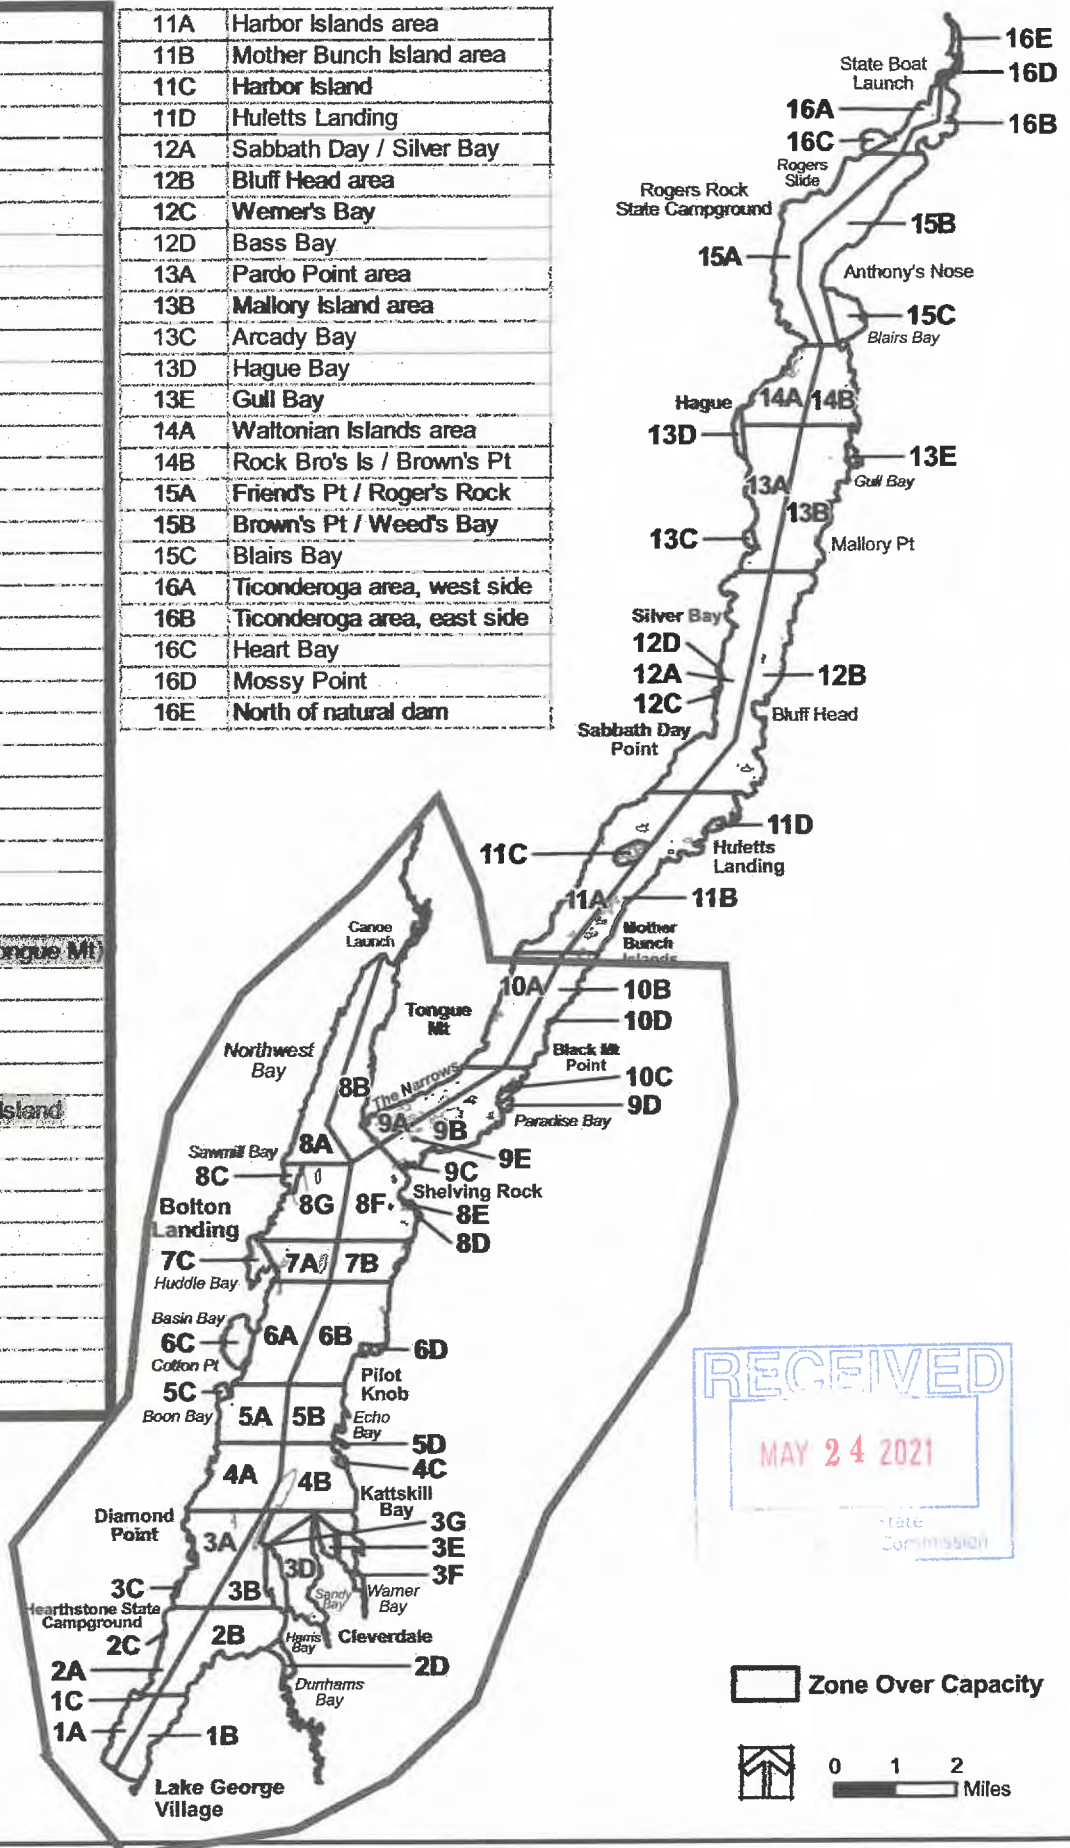 11A Harbor Islands area
11B Mother Bunch Island area
11C Harbor Island
11D Huletts Landing
12A Sabbath Day / Silver Bay
12B Bluff Head area
12C Werner's Bay
12D Bass Bay
13A Pardo Point area
13B Mallory Island area
13C Arcady Bay
13D Hague Bay
13E Gull Bay
14A Waltonian Islands area
14B Rock Bro's Is / Brown's Pt
15A Friend's Pt / Roger's Rock
15B Brown's Pt / Weed's Bay
15C Blairs Bay
16A Ticonderoga area, west side
16B Ticonderoga area, east side
16C Heart Bay
16D Mossy Point
16E North of natural dam
ongue Mt)
Island
16E
State Boat
Launch
16D
16A
16B
16C
Rogers
Slide
Rogers Rock
State Campground
15B
15A
Anthony's Nose
15C
Blairs Bay
Hague
14A
14B
13D
13E
Gull Bay
13A
13B
13C
Mallory Pt
Silver Bay
12D
12A
12B
12C
Bluff Head
Sabbath Day
Point
11D
Huletts
Landing
11C
11A
11B
Mother
Bunch
Islands
Canoe
Launch
10A
10B
Tongue
Mt
10D
Northwest
Bay
Black Mt
Point
10C
8B
The Narrows
9D
9A
9B
Paradise Bay
8A
Sawmill Bay
9E
8C
9C
Shelving Rock
8G
8F
Bolton
Landing
8E
8D
7C
7A
7B
Huddle Bay
Basin Bay
6C
6A
6B
6D
Cotton Pt
Pilot
Knob
5C
Boon Bay
5A
5B
Echo
Bay
5D
4C
4A
4B
Kattskill
Bay
Diamond
Point
3G
3A
3E
3D
3F
3C
3B
Sandy
Bay
Warner
Bay
Hearthstone State
Campground
2B
Harris
Bay
Cleverdale
2C
2A
2D
Dunhams
Bay
1C
1A
1B
Lake George
Village
RECEIVED
MAY 24 2021
State
Commission
Zone Over Capacity
0 1 2
Miles